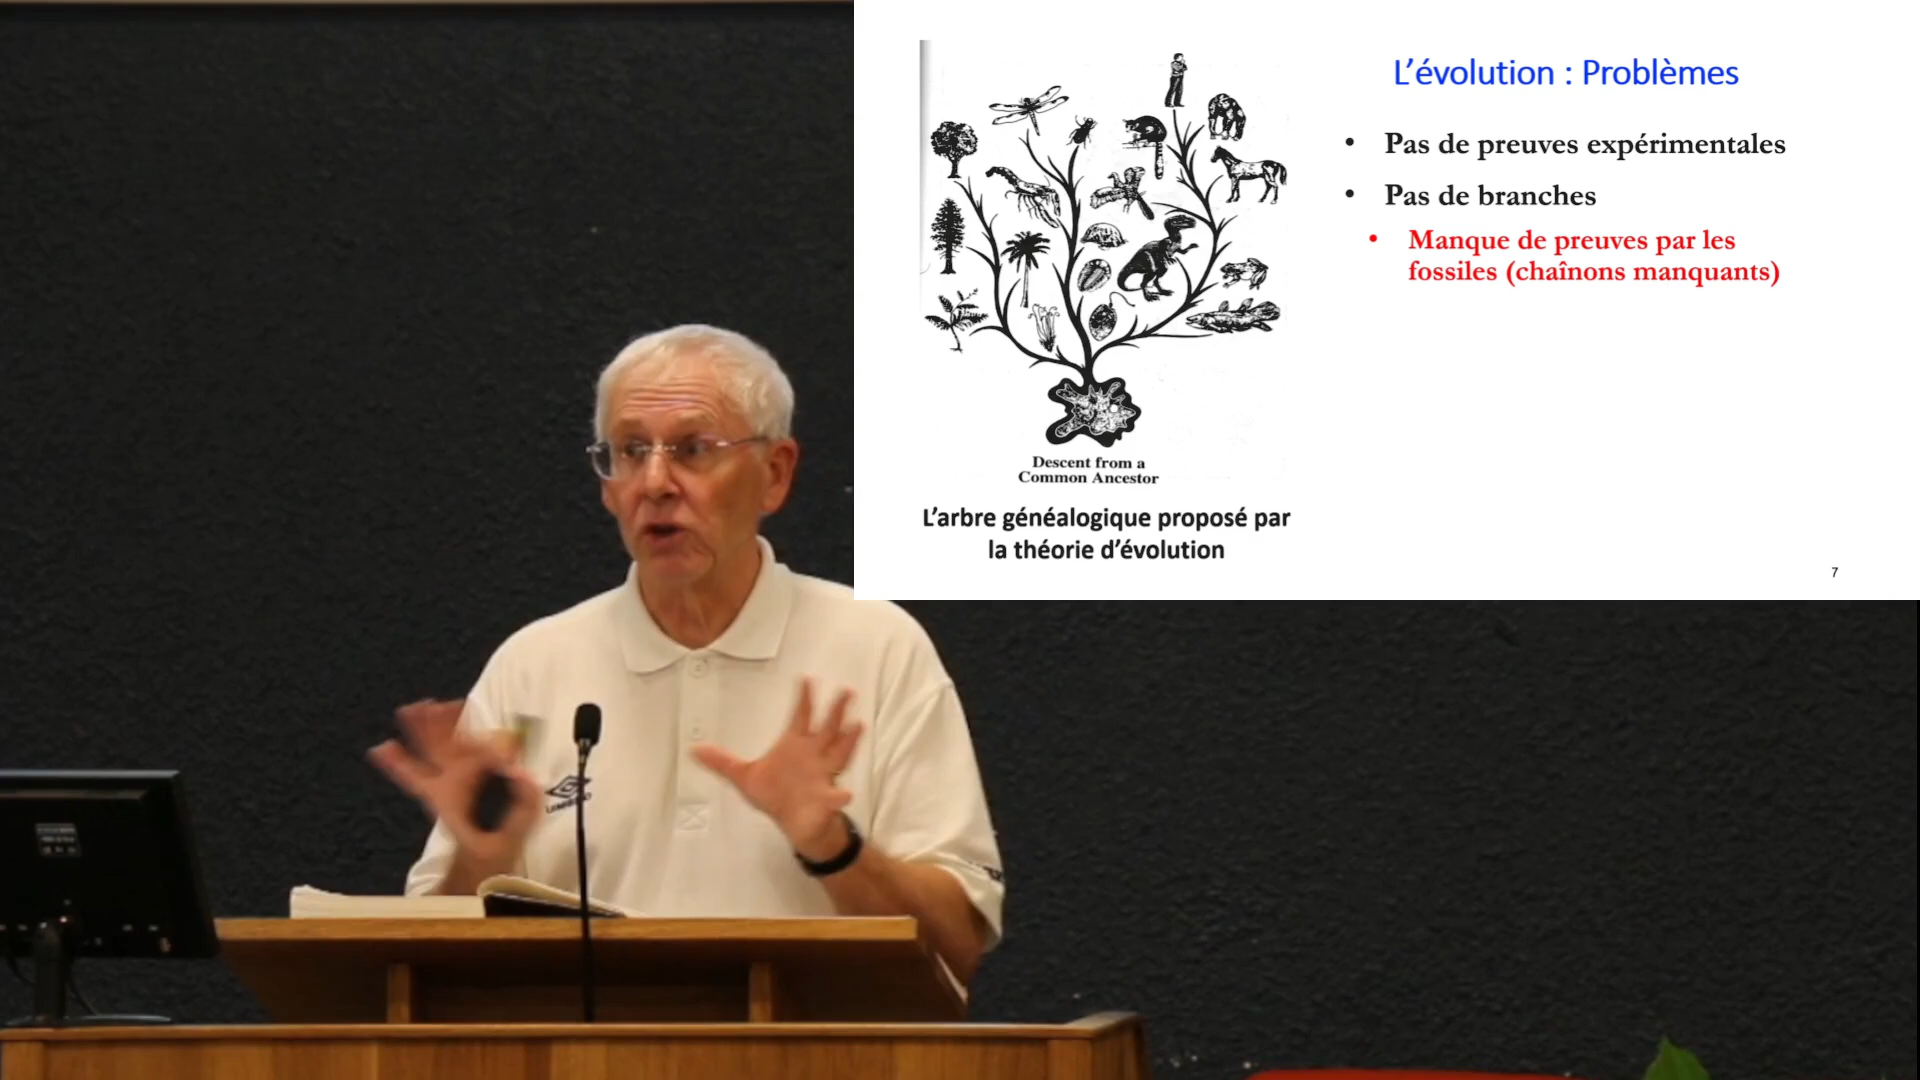 L'évolution : Problèmes
• Pas de preuves expérimentales
• Pas de branches
• Manque de preuves par les
fossiles (chaînons manquants)
Descent from a
Common Ancestor
L'arbre généalogique proposé par
la théorie d'évolution
7